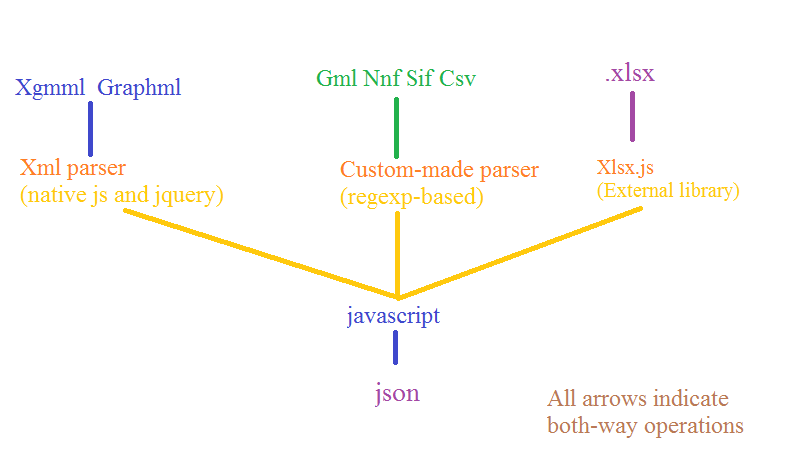 Xgmml Graphml
Gml Nnf Sif Csv
.xlsx
Xml parser
(native js and jquery)
Custom-made parser
(regexp-based)
Xlsx.js
(External library)
javascript
json
All arrows indicate
both-way operations